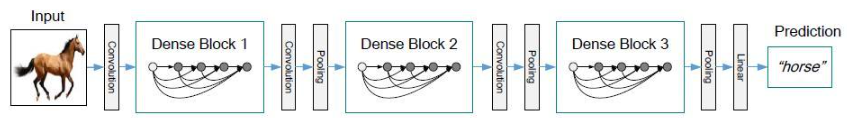 Input
Convolution
Dense Block 1
Convolution
Pooling
Dense Block 2
Convolution
Pooling
Dense Block 3
Pooling
Linear
Prediction
"horse"